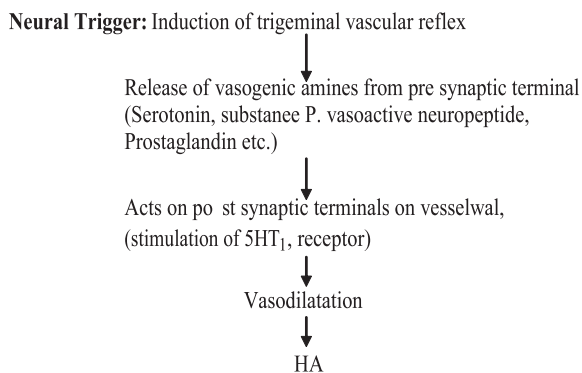 Neural Trigger: Induction of trigeminal vascular reflex
Release of vasogenic amines from pre synaptic terminal
(Serotonin, substanee P. vasoactive neuropeptide,
Prostaglandin etc.)
Acts on po st synaptic terminals on vesselwal,
(stimulation of 5HT1, receptor)
Vasodilatation
HA